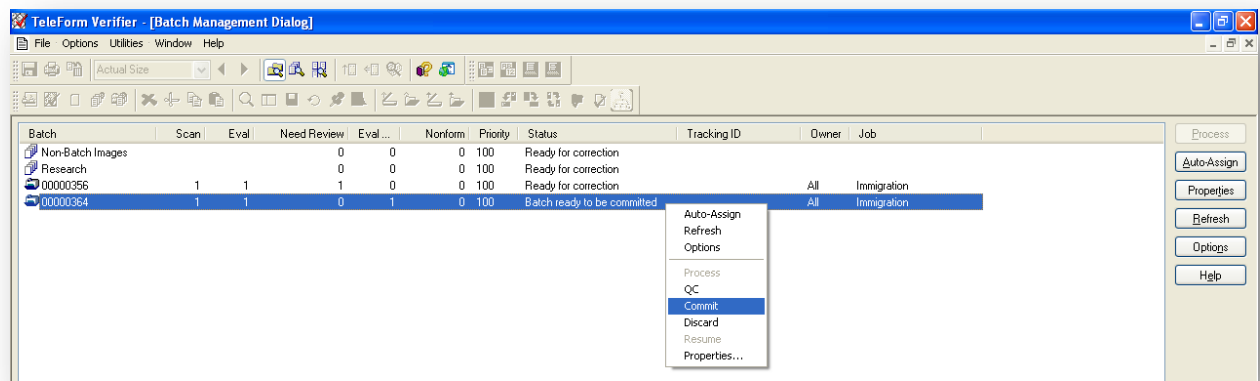 TeleForm Verifier - [Batch Management Dialog]
File Options Utilities Window Help
Actual Size
Batch Scan Eval Need Review Eval ... Nonform Priority Status Tracking ID Owner Job
Non-Batch Images 0 0 0 100 Ready for correction
Research 0 0 0 100 Ready for correction
00000356 1 1 1 0 0 100 Ready for correction All Immigration
00000364 1 1 0 1 0 100 Batch ready to be committed All Immigration
Auto-Assign
Refresh
Options
Process
QC
Commit
Discard
Resume
Properties...
Process
Auto-Assign
Properties
Refresh
Options
Help